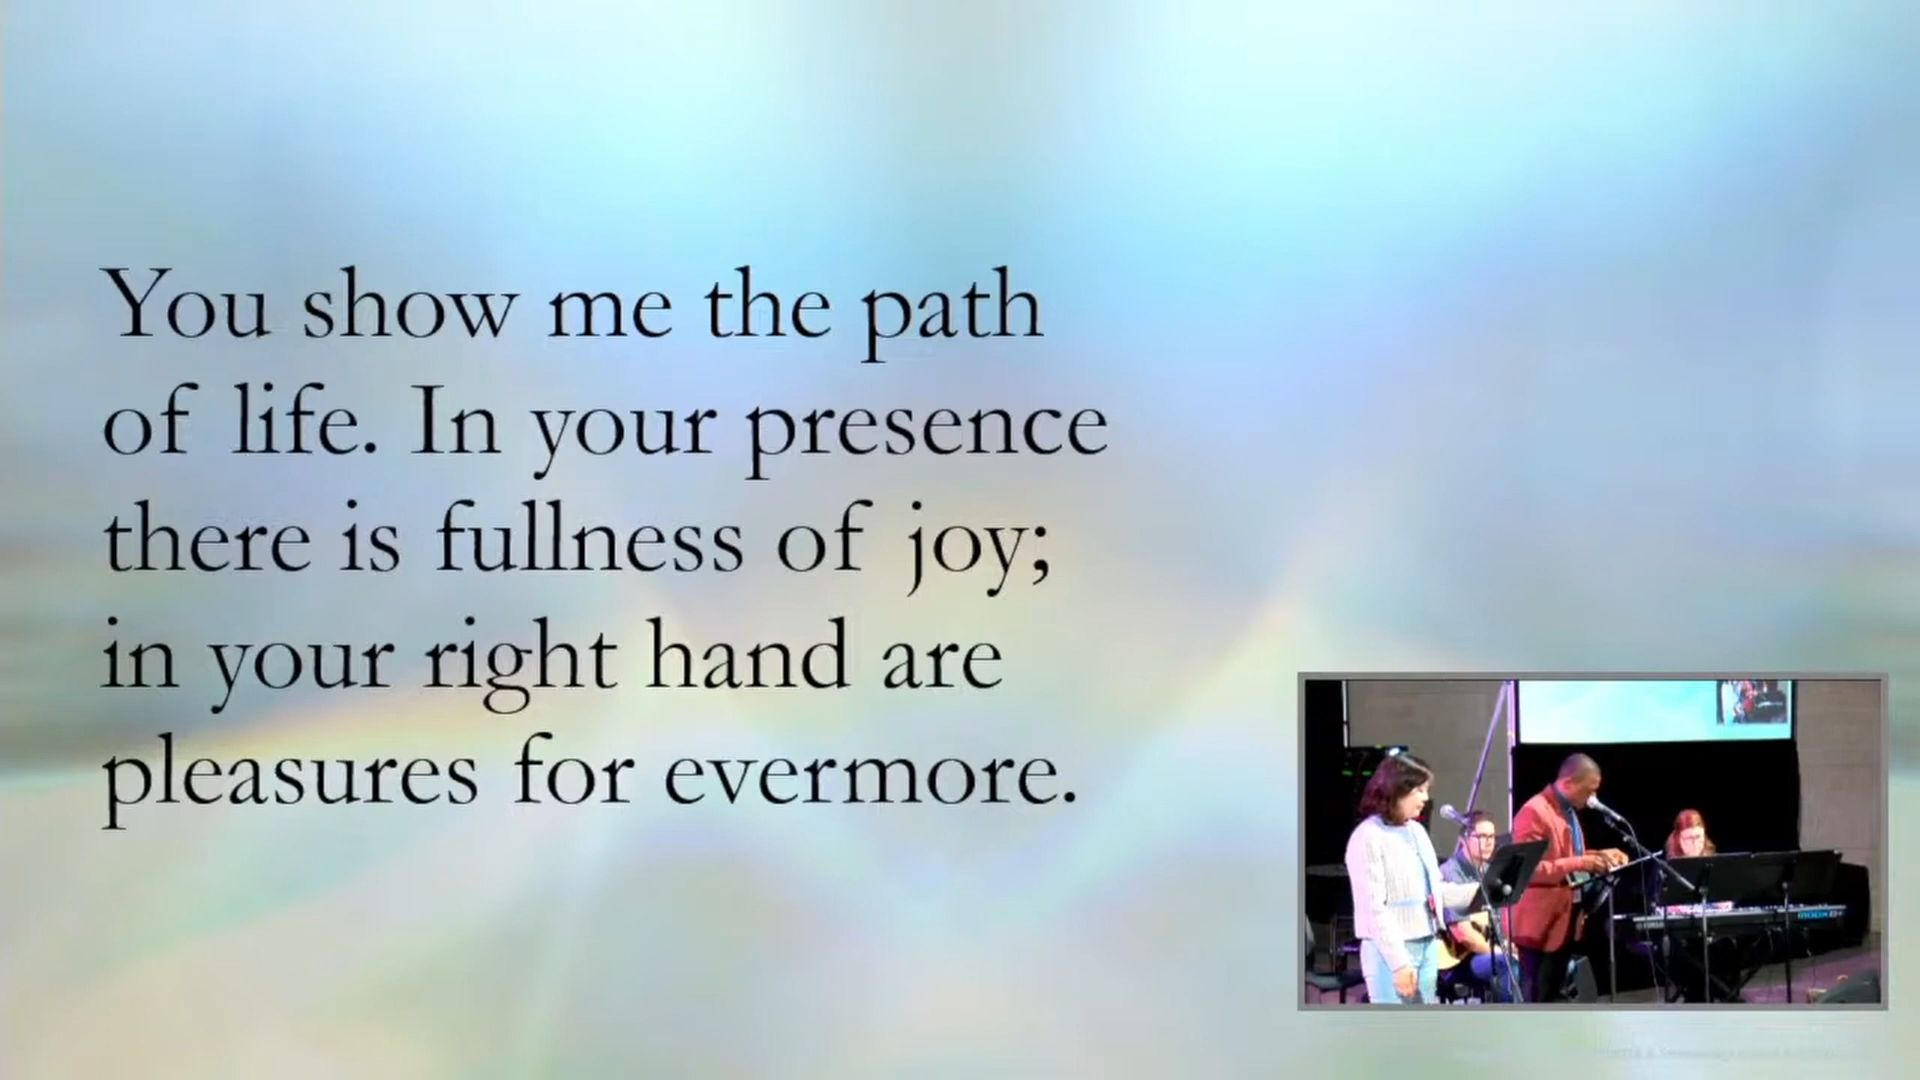 You show me the path
of life. In your presence
there is fullness of joy;
in your right hand are
pleasures for evermore.